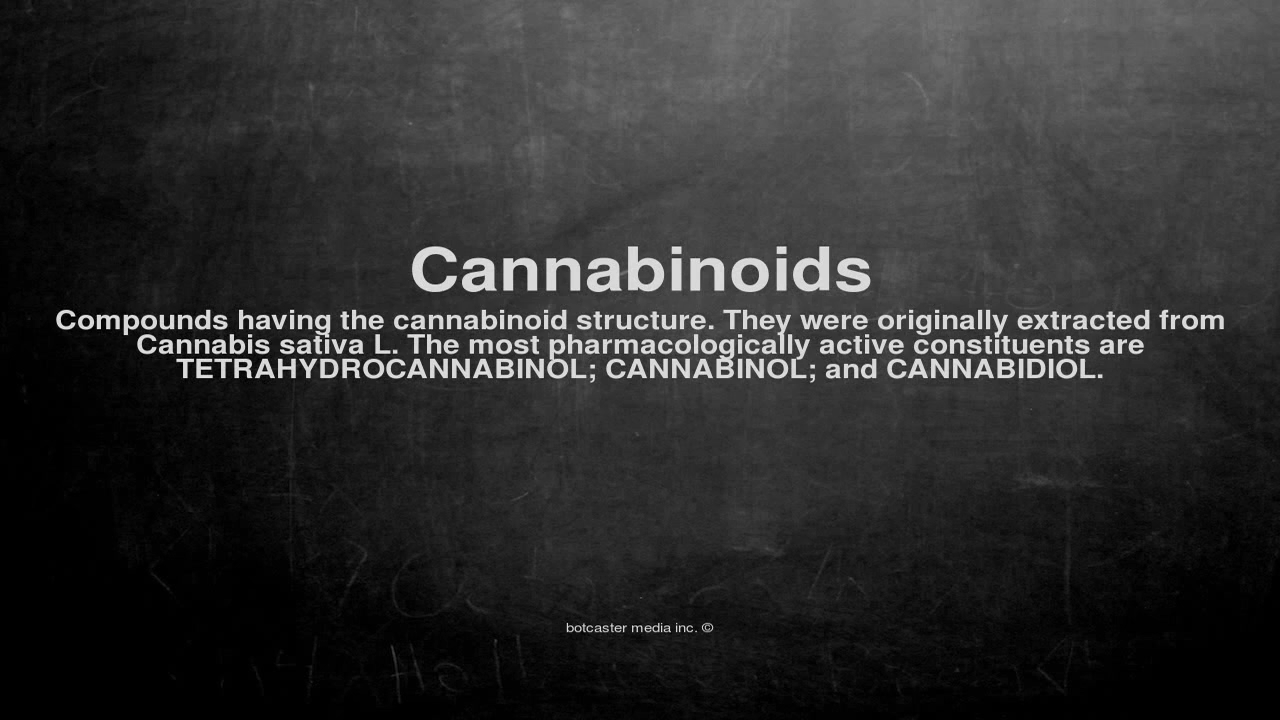 Cannabinoids
Compounds having the cannabinoid structure. They were originally extracted from
Cannabis sativa L. The most pharmacologically active constituents are
TETRAHYDROCANNABINOL; CANNABINOL; and CANNABIDIOL.
botcaster media inc. ©